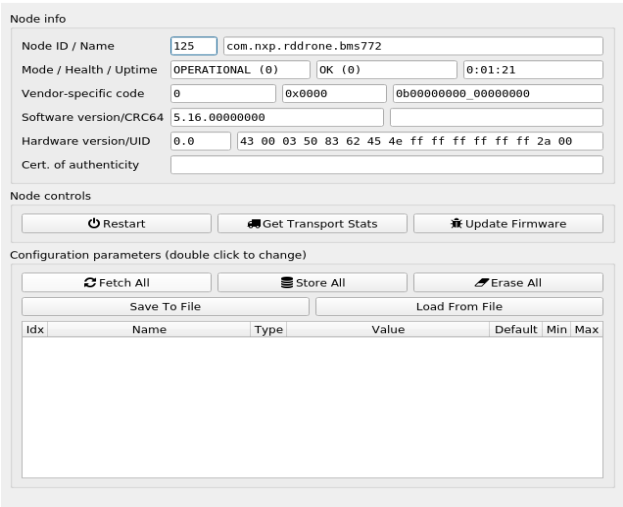 Node info
Node ID / Name 125 com.nxp.rddrone.bms772
Mode / Health / Uptime OPERATIONAL (0) OK (0) 0:01:21
Vendor-specific code 0 0x0000 0b00000000_00000000
Software version/CRC64 5.16.00000000
Hardware version/UID 0.0 43 00 03 50 83 62 45 4e ff ff ff ff ff ff 2a 00
Cert. of authenticity
Node controls
Restart Get Transport Stats Update Firmware
Configuration parameters (double click to change)
Fetch All Store All Erase All
Save To File Load From File
Idx Name Type Value Default Min Max